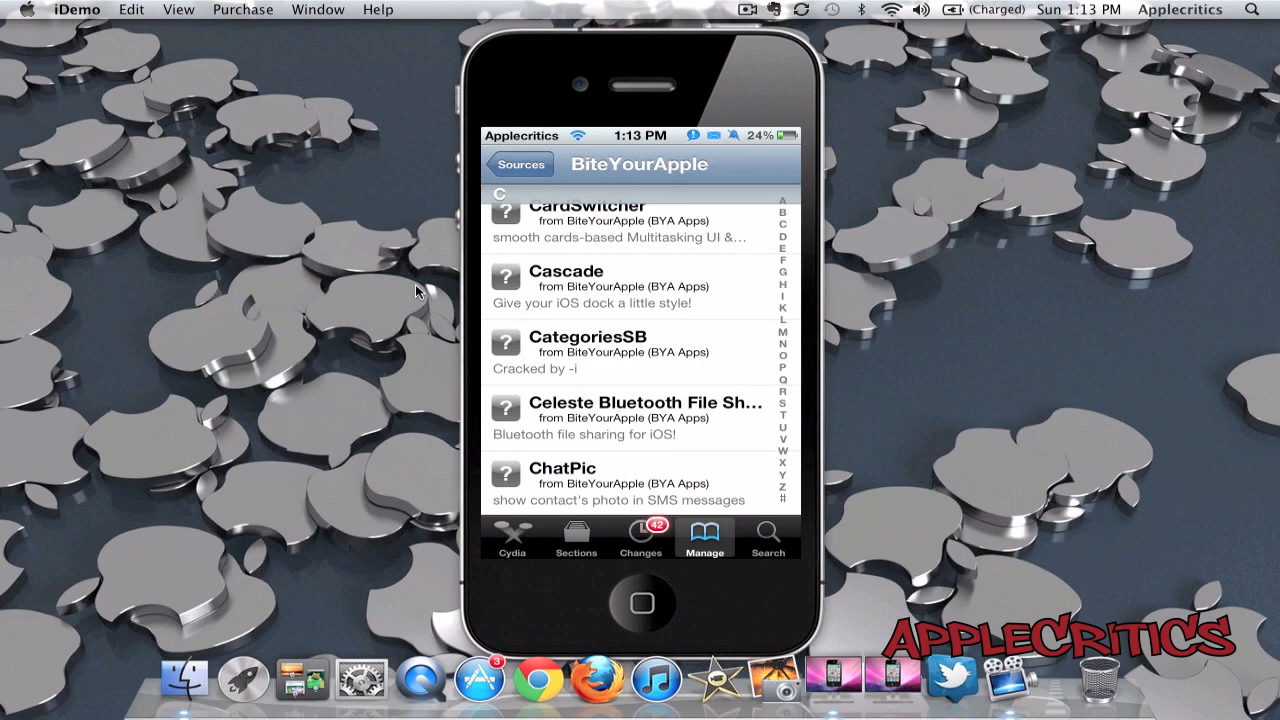 iDemo Edit View Purchase Window Help (Charged) Sun 1:13 PM Applecritics
Applecritics 1:13 PM 24%
Sources BiteYourApple
C
CardSwitcher
from BiteYourApple (BYA Apps)
smooth cards-based Multitasking UI &...
Cascade
from BiteYourApple (BYA Apps)
Give your iOS dock a little style!
CategoriesSB
from BiteYourApple (BYA Apps)
Cracked by -i
Celeste Bluetooth File Sh...
from BiteYourApple (BYA Apps)
Bluetooth file sharing for iOS!
ChatPic
from BiteYourApple (BYA Apps)
show contact's photo in SMS messages
A
B
C
D
E
F
G
H
I
K
L
M
N
O
P
Q
R
S
T
U
V
W
X
Y
Z
#
42
Cydia Sections Changes Manage Search
APPLECRITICS
3